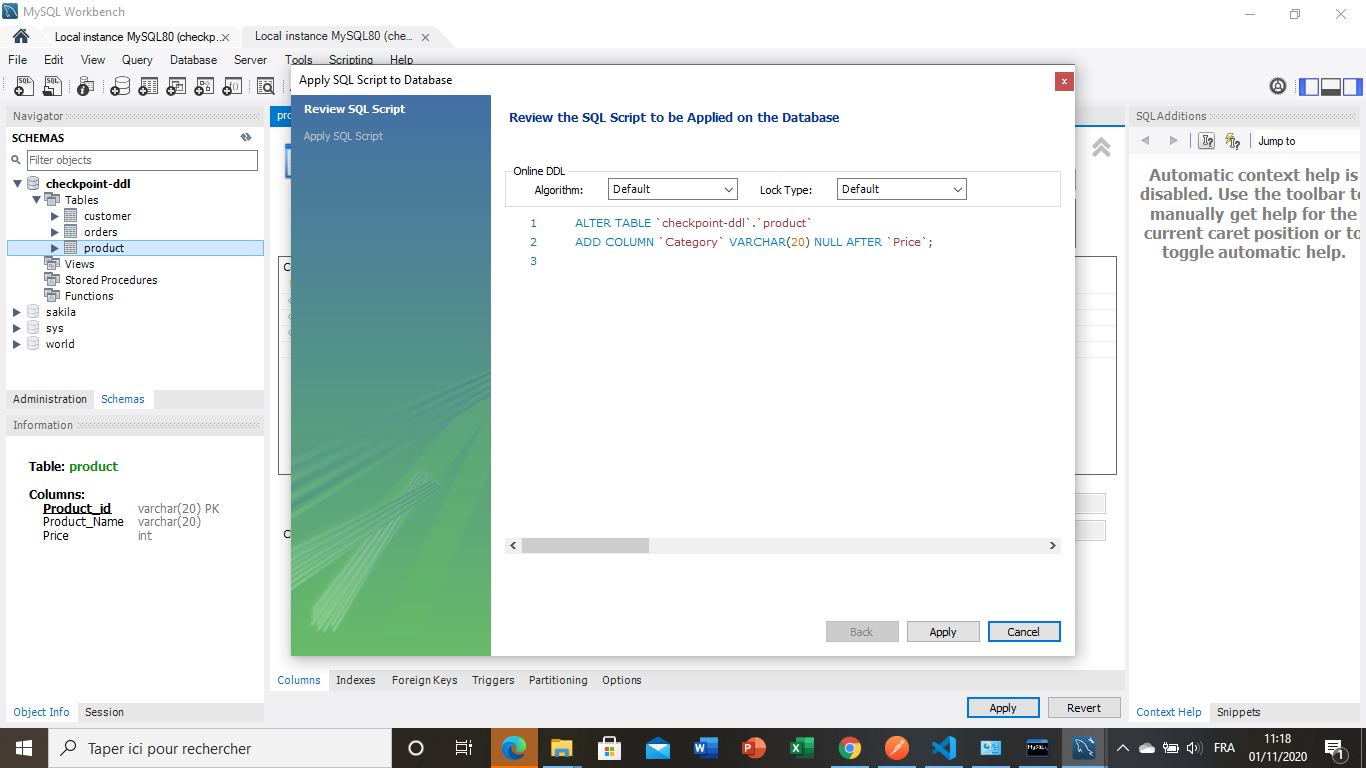 MySQL Workbench
Local instance MySQL80 (checkp...
Local instance MySQL80 (che...
File Edit View Query Database Server Tools Scripting Help
Navigator
SCHEMAS
Filter objects
checkpoint-ddl
Tables
customer
orders
product
Views
Stored Procedures
Functions
sakila
sys
world
Administration Schemas
Information
Table: product
Columns:
Product_id varchar(20) PK
Product_Name varchar(20)
Price int
Object Info Session
Apply SQL Script to Database
Review SQL Script
Apply SQL Script
Review the SQL Script to be Applied on the Database
Online DDL
Algorithm: Default Lock Type: Default
1 ALTER TABLE `checkpoint-ddl`.`product`
2 ADD COLUMN `Category` VARCHAR(20) NULL AFTER `Price`;
3
Back Apply Cancel
Columns Indexes Foreign Keys Triggers Partitioning Options
Apply Revert
SQLAdditions
Jump to
Automatic context help is
disabled. Use the toolbar to
manually get help for the
current caret position or to
toggle automatic help.
Context Help Snippets
Taper ici pour rechercher
FRA
11:18
01/11/2020
1